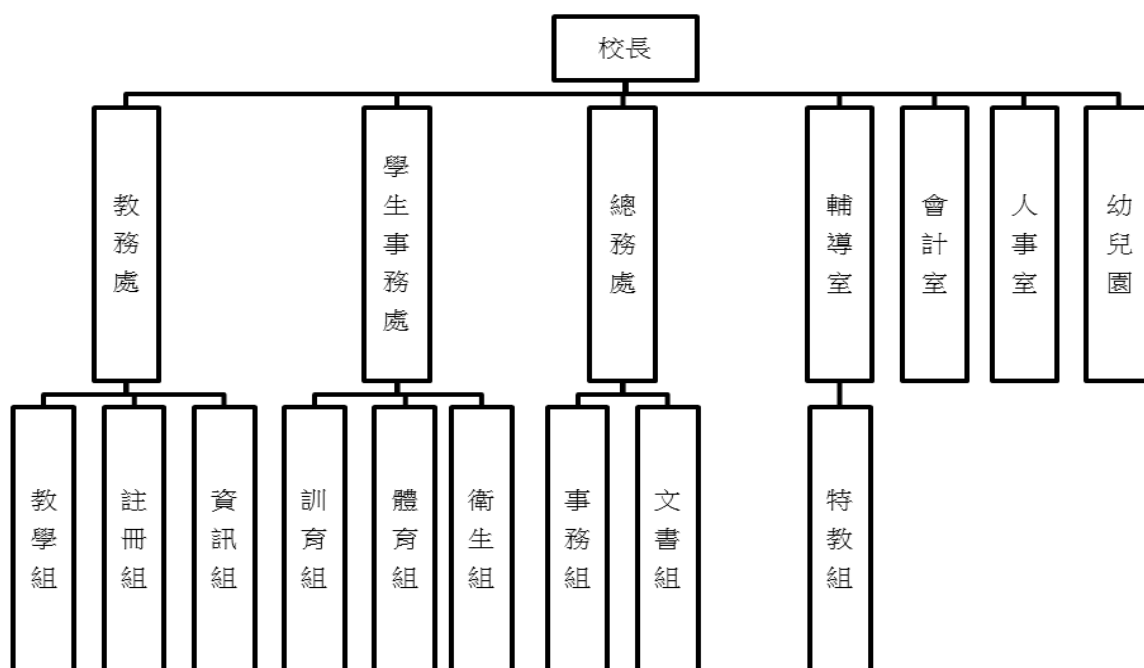 校長
教務處
學生事務處
總務處
輔導室
會計室
人事室
幼兒園
教學組
註冊組
資訊組
訓育組
體育組
衛生組
事務組
文書組
特教組